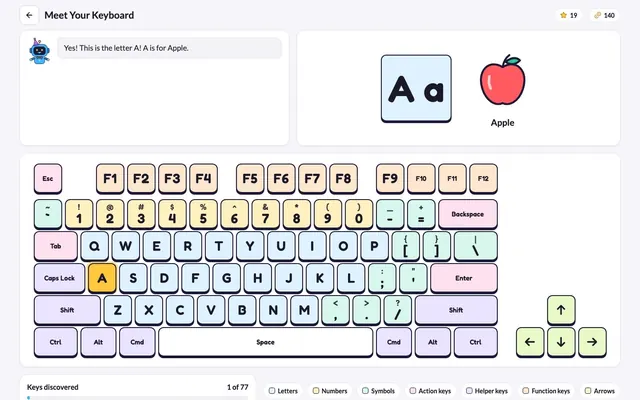 Meet Your Keyboard
19
140
Yes! This is the letter A! A is for Apple.
A a
Apple
Esc F1 F2 F3 F4 F5 F6 F7 F8 F9 F10 F11 F12
~ ! @ # $ % ^ & * ( ) _ +
` 1 2 3 4 5 6 7 8 9 0 - = Backspace
Tab Q W E R T Y U I O P { [ } ] | \
Caps Lock A S D F G H J K L : ; " ' Enter
Shift Z X C V B N M < , > . ? / Shift ↑
Ctrl Alt Cmd Space Cmd Alt Ctrl ← ↓ →
Keys discovered 1 of 77
Letters Numbers Symbols Action keys Helper keys Function keys Arrows